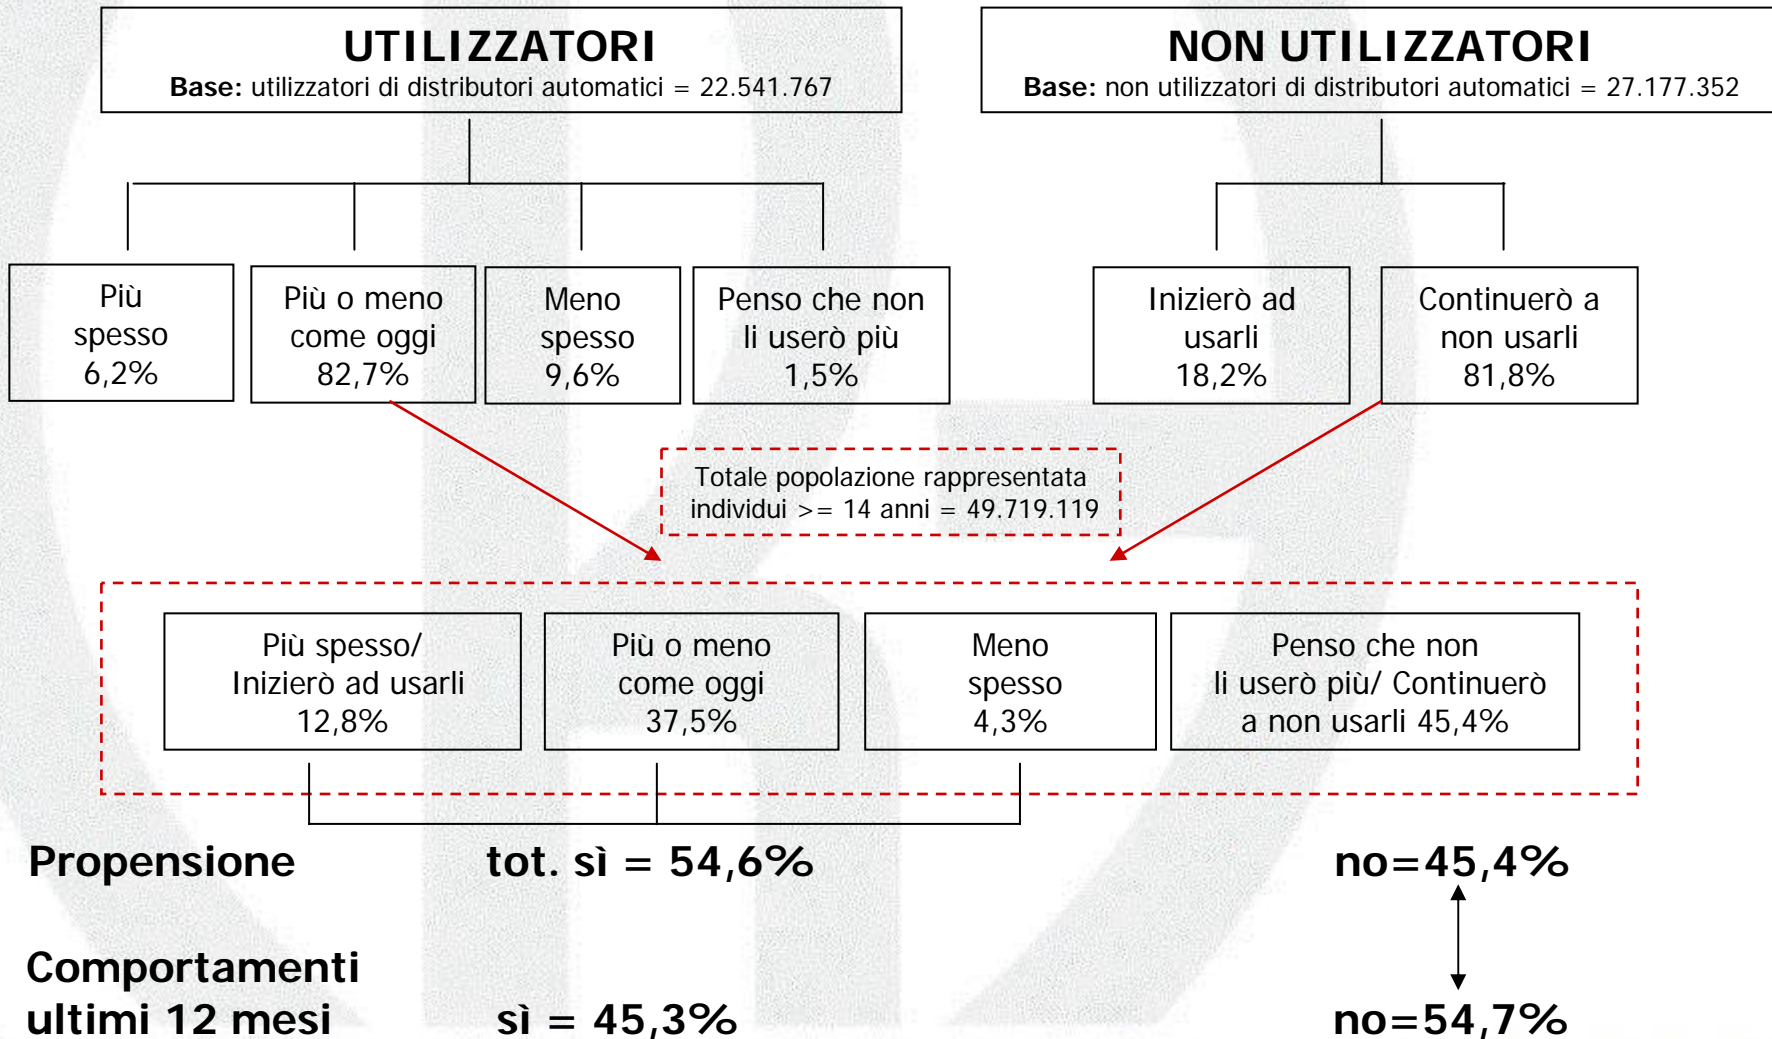 UTILIZZATORI
Base: utilizzatori di distributori automatici = 22.541.767
NON UTILIZZATORI
Base: non utilizzatori di distributori automatici = 27.177.352
Più
spesso
6,2%
Più o meno
come oggi
82,7%
Meno
spesso
9,6%
Penso che non
li userò più
1,5%
Inizierò ad
usarli
18,2%
Continuerò a
non usarli
81,8%
Totale popolazione rappresentata
individui >= 14 anni = 49.719.119
Più spesso/
Inizierò ad usarli
12,8%
Più o meno
come oggi
37,5%
Meno
spesso
4,3%
Penso che non
li userò più/ Continuerò
a non usarli 45,4%
Propensione
tot. sì = 54,6%
no=45,4%
Comportamenti
ultimi 12 mesi
sì = 45,3%
no=54,7%